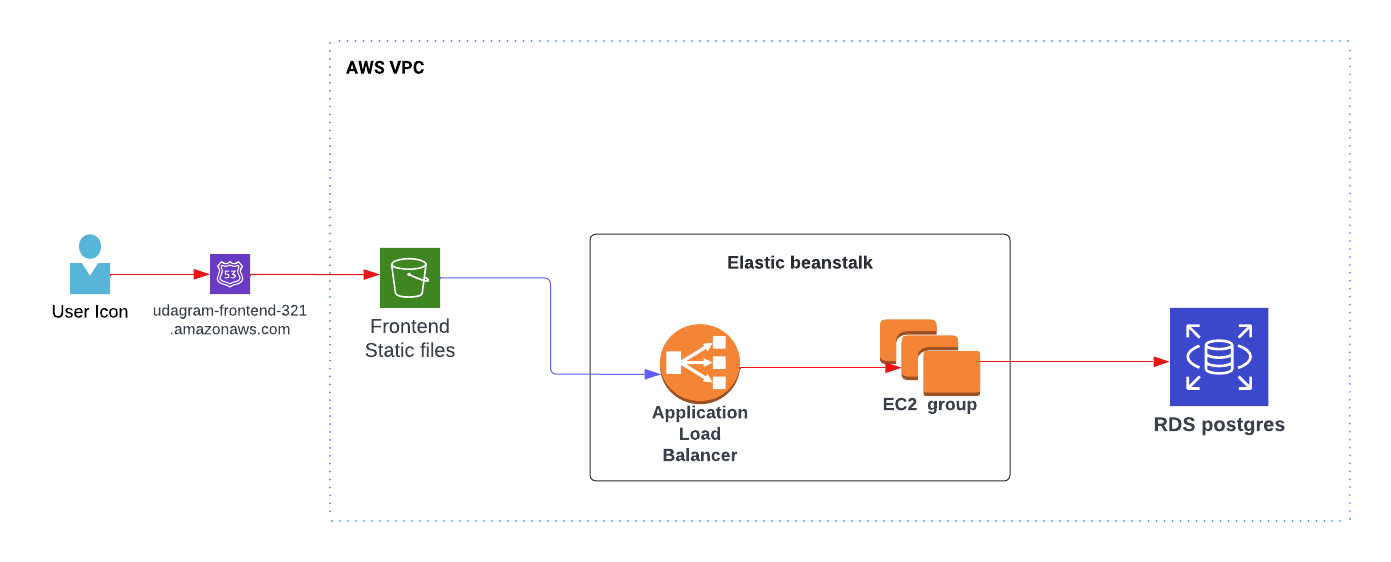 AWS VPC
Elastic beanstalk
53
User Icon
udagram-frontend-321
.amazonaws.com
Frontend
Static files
Application
Load
Balancer
EC2 group
RDS postgres